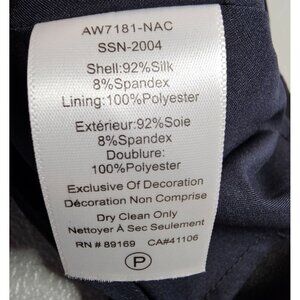 AW7181-NAC
SSN-2004
Shell:92%Silk
8%Spandex
Lining:100%Polyester
Extérieur:92%Soie
8%Spandex
Doublure:
100%Polyester
Exclusive Of Decoration
Décoration Non Comprise
Dry Clean Only
Nettoyer À Sec Seulement
RN # 89169 CA#41106
P